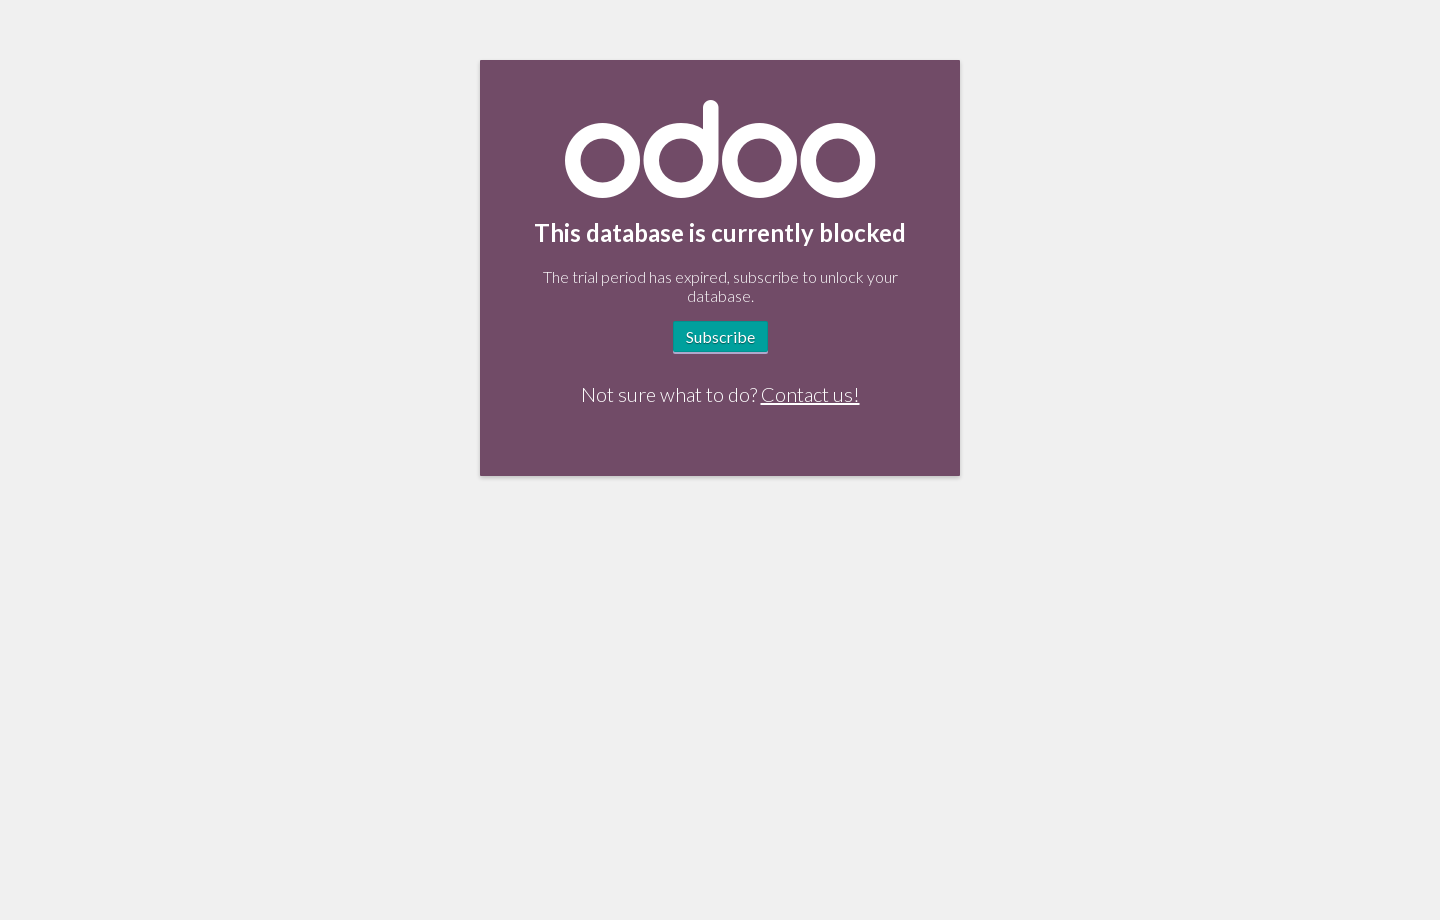 odoo
This database is currently blocked
The trial period has expired, subscribe to unlock your
database.
Subscribe
Not sure what to do? Contact us!